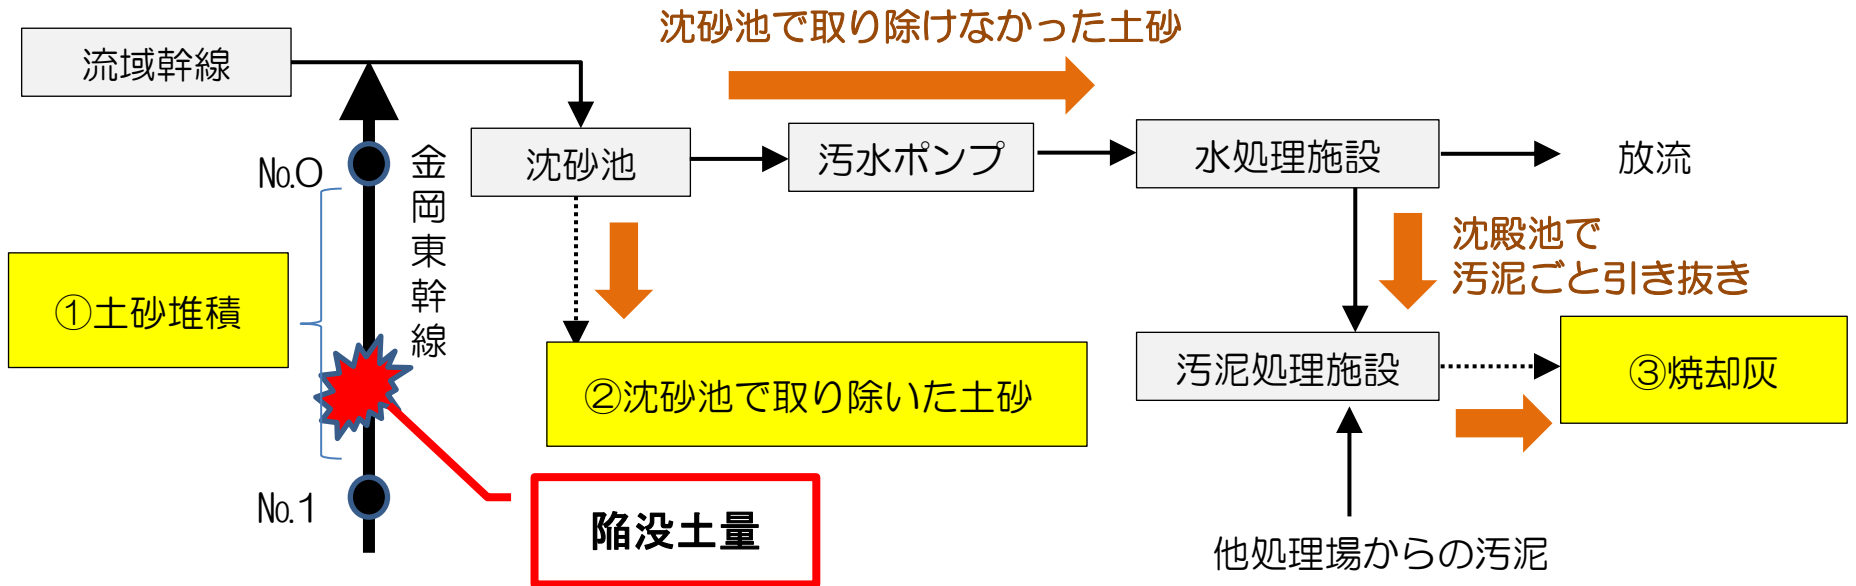 沈砂池で取り除けなかった土砂
流域幹線
沈砂池
汚水ポンプ
水処理施設
放流
№0
金岡東幹線
沈殿池で
汚泥ごと引き抜き
①土砂堆積
②沈砂池で取り除いた土砂
汚泥処理施設
③焼却灰
№1
陥没土量
他処理場からの汚泥